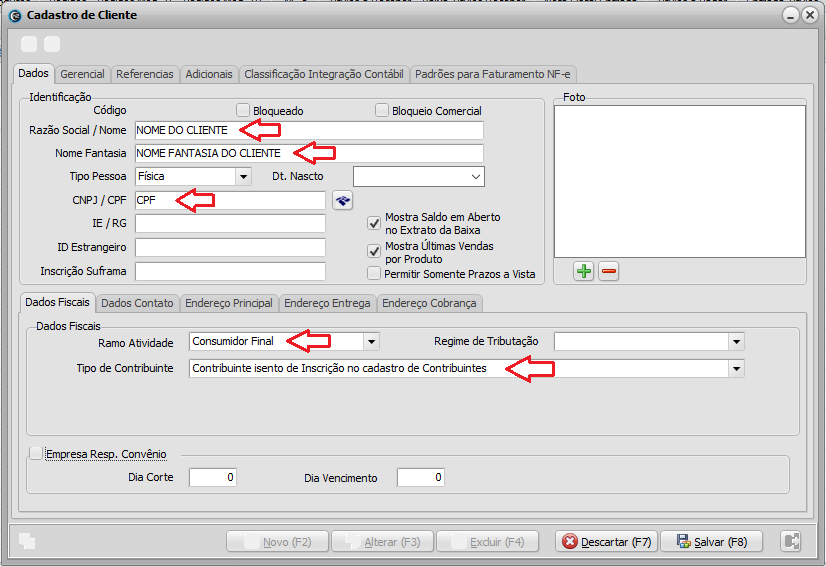 Cadastro de Cliente
Dados Gerencial Referencias Adicionais Classificação Integração Contábil Padrões para Faturamento NF-e
Identificação
Código Bloqueado Bloqueio Comercial
Razão Social / Nome NOME DO CLIENTE
Nome Fantasia NOME FANTASIA DO CLIENTE
Tipo Pessoa Física Dt. Nascto
CNPJ / CPF CPF
IE / RG
ID Estrangeiro
Inscrição Suframa
Mostra Saldo em Aberto
no Extrato da Baixa
Mostra Últimas Vendas
por Produto
Permitir Somente Prazos a Vista
Foto
Dados Fiscais Dados Contato Endereço Principal Endereço Entrega Endereço Cobrança
Dados Fiscais
Ramo Atividade Consumidor Final Regime de Tributação
Tipo de Contribuinte Contribuinte isento de Inscrição no cadastro de Contribuintes
Empresa Resp. Convênio
Dia Corte 0 Dia Vencimento 0
Novo (F2) Alterar (F3) Excluir (F4) Descartar (F7) Salvar (F8)